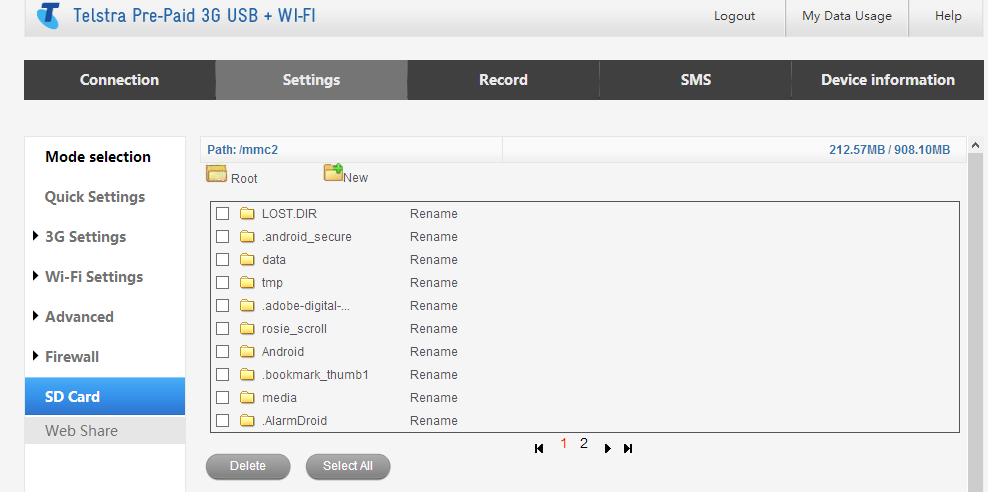 Telstra Pre-Paid 3G USB + WI-FI
Logout My Data Usage Help
Connection Settings Record SMS Device information
Mode selection
Quick Settings
3G Settings
Wi-Fi Settings
Advanced
Firewall
SD Card
Web Share
Path: /mmc2 212.57MB / 908.10MB
Root New
LOST.DIR Rename
.android_secure Rename
data Rename
tmp Rename
.adobe-digital-... Rename
rosie_scroll Rename
Android Rename
.bookmark_thumb1 Rename
media Rename
.AlarmDroid Rename
1 2
Delete Select All